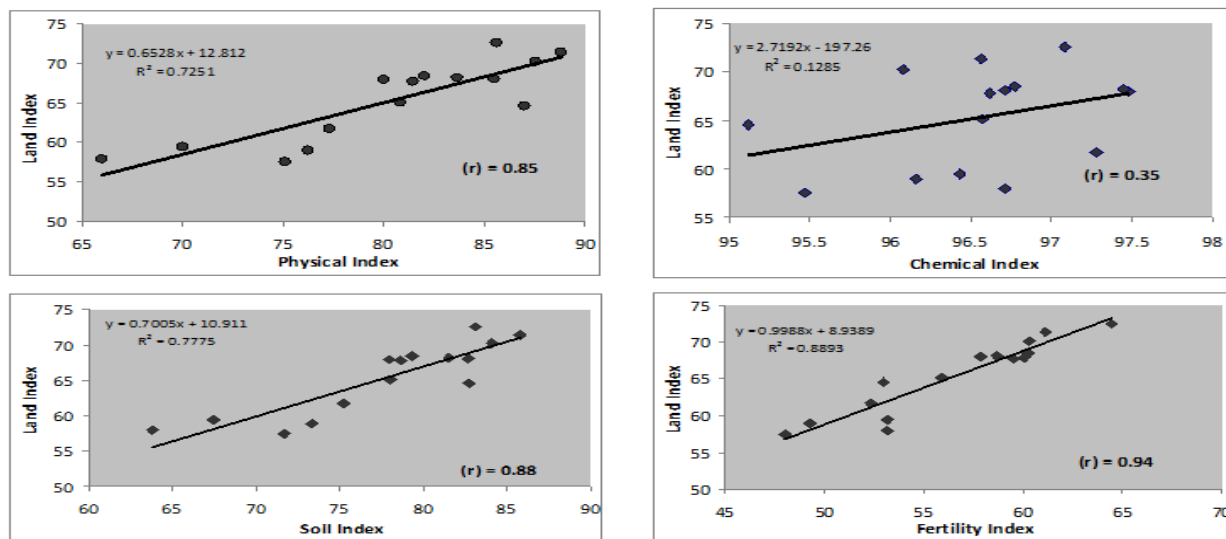 75
70
65
60
55
50
Land Index
y = 0.6528x + 12.812
R² = 0.7251
(r) = 0.85
65 70 75 80 85 90
Physical Index
75
70
65
60
55
Land Index
y = 2.7192x - 197.26
R² = 0.1285
(r) = 0.35
95 95.5 96 96.5 97 97.5 98
Chemical Index
75
70
65
60
55
50
Land Index
y = 0.7005x + 10.911
R² = 0.7775
(r) = 0.88
60 65 70 75 80 85 90
Soil Index
75
70
65
60
55
50
Land Index
y = 0.9988x + 8.9389
R² = 0.8893
(r) = 0.94
45 50 55 60 65 70
Fertility Index